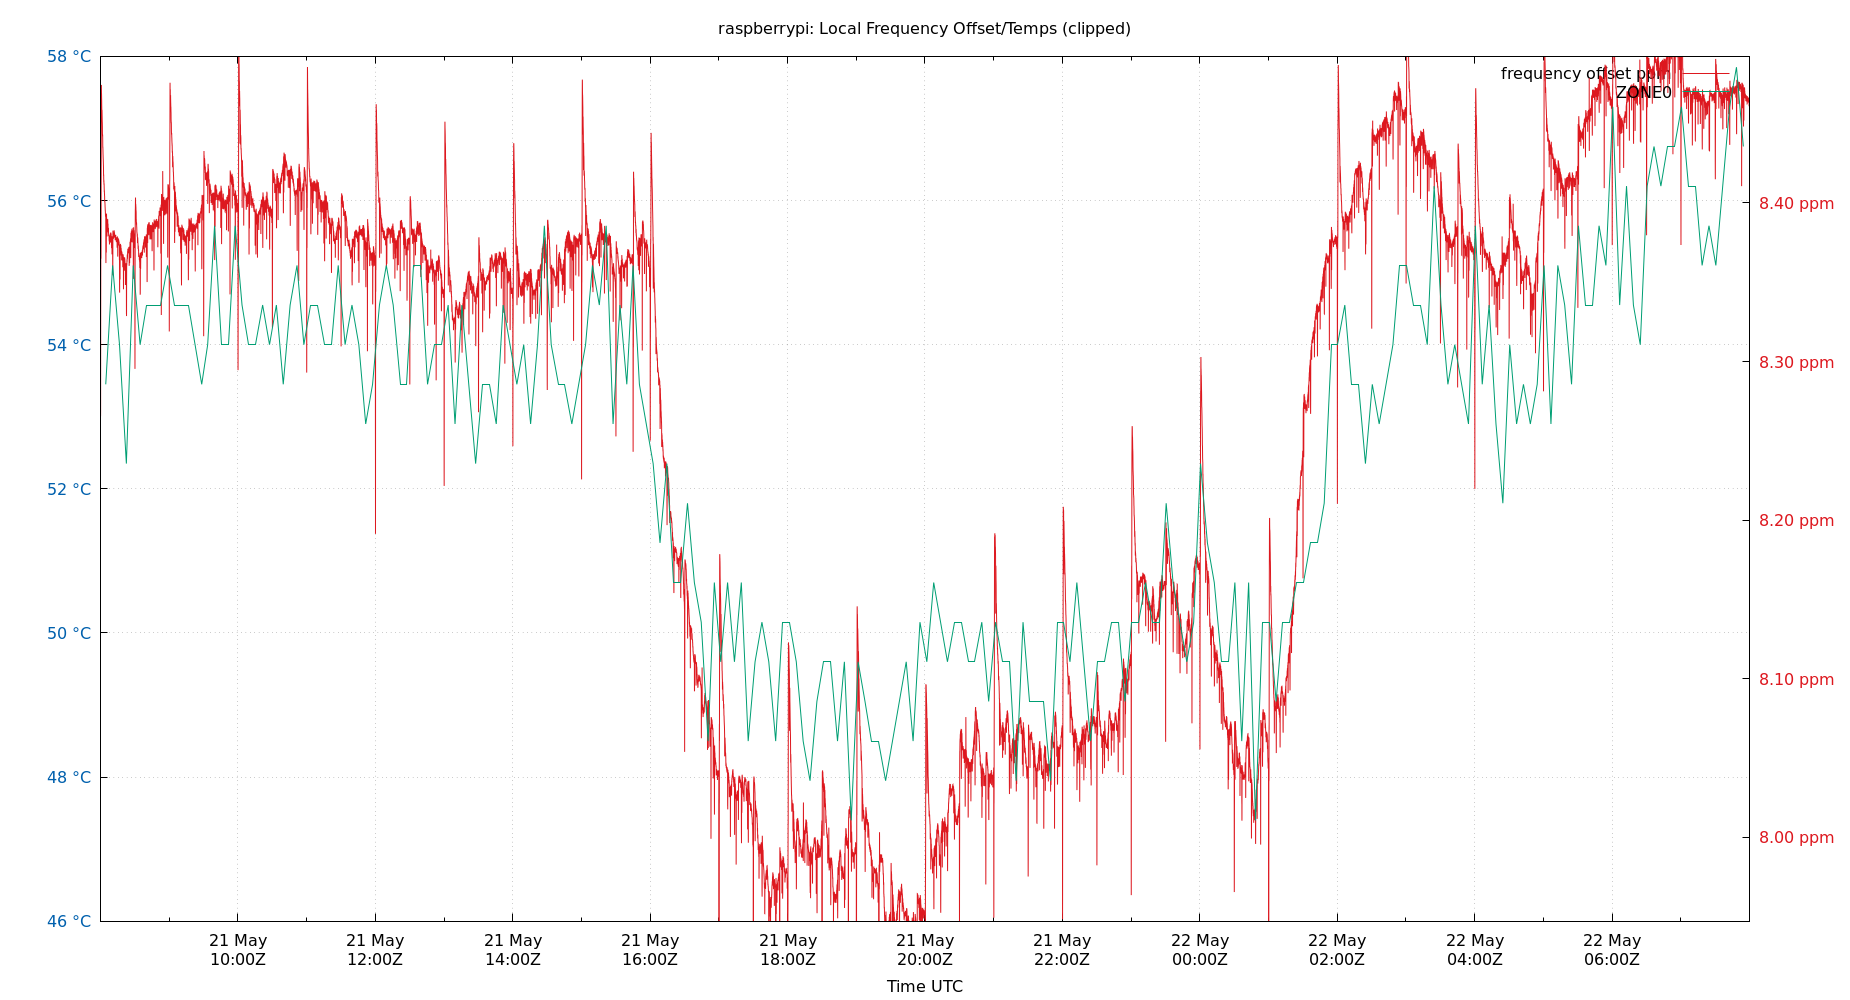 raspberrypi: Local Frequency Offset/Temps (clipped)
58 °C
56 °C
54 °C
52 °C
50 °C
48 °C
46 °C
frequency offset ppm
ZONE0
8.40 ppm
8.30 ppm
8.20 ppm
8.10 ppm
8.00 ppm
21 May 21 May 21 May 21 May 21 May 21 May 21 May 22 May 22 May 22 May 22 May
10:00Z 12:00Z 14:00Z 16:00Z 18:00Z 20:00Z 22:00Z 00:00Z 02:00Z 04:00Z 06:00Z
Time UTC